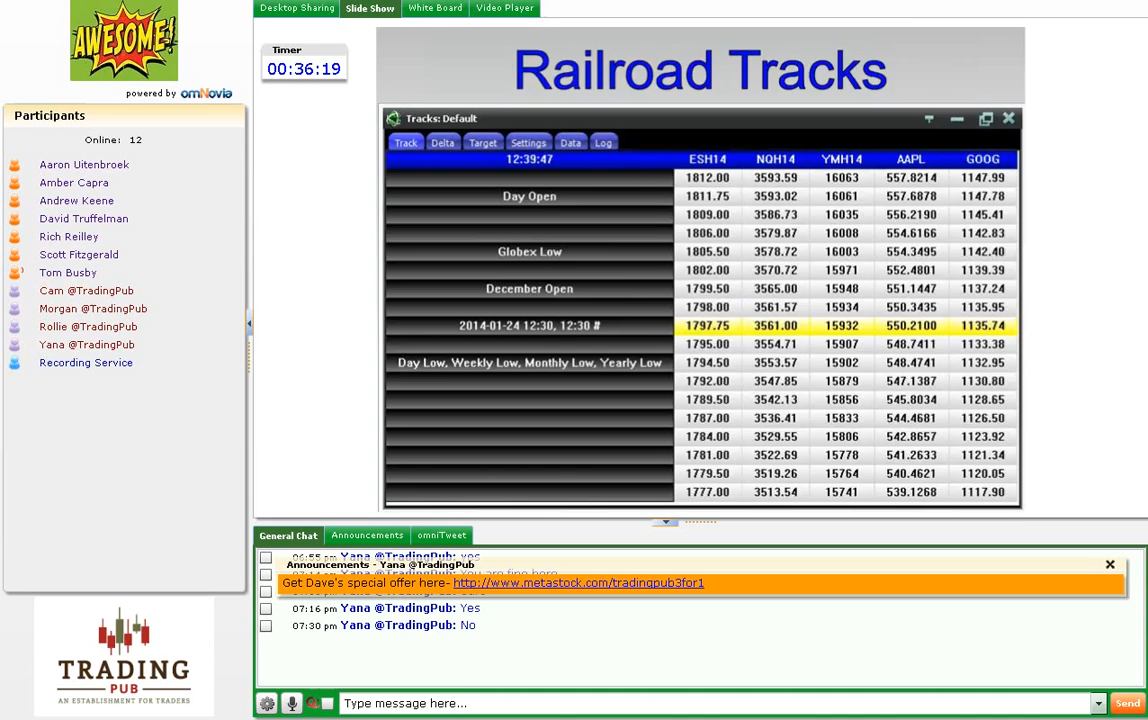 AWESOME!
powered by omNovia
Participants
Online: 12
Aaron Uitenbroek
Amber Capra
Andrew Keene
David Truffelman
Rich Reilley
Scott Fitzgerald
Tom Busby
Cam @TradingPub
Morgan @TradingPub
Rollie @TradingPub
Yana @TradingPub
Recording Service
TRADING
PUB
AN ESTABLISHMENT FOR TRADERS
Desktop Sharing Slide Show White Board Video Player
Timer
00:36:19
Railroad Tracks
Tracks: Default
Track Delta Target Settings Data Log
12:39:47 ESH14 NQH14 YMH14 AAPL GOOG
1812.00 3593.59 16063 557.8214 1147.99
Day Open 1811.75 3593.02 16061 557.6878 1147.78
1809.00 3586.73 16035 556.2190 1145.41
1806.00 3579.87 16008 554.6166 1142.83
Globex Low 1805.50 3578.72 16003 554.3495 1142.40
1802.00 3570.72 15971 552.4801 1139.39
December Open 1799.50 3565.00 15948 551.1447 1137.24
1798.00 3561.57 15934 550.3435 1135.95
2014-01-24 12:30, 12:30 # 1797.75 3561.00 15932 550.2100 1135.74
1795.00 3554.71 15907 548.7411 1133.38
Day Low, Weekly Low, Monthly Low, Yearly Low 1794.50 3553.57 15902 548.4741 1132.95
1792.00 3547.85 15879 547.1387 1130.80
1789.50 3542.13 15856 545.8034 1128.65
1787.00 3536.41 15833 544.4681 1126.50
1784.00 3529.55 15806 542.8657 1123.92
1781.00 3522.69 15778 541.2633 1121.34
1779.50 3519.26 15764 540.4621 1120.05
1777.00 3513.54 15741 539.1268 1117.90
General Chat Announcements omniTweet
06:55 pm Yana @TradingPub: yes
Announcements - Yana @TradingPub
You are fine here
Get Dave's special offer here- http://www.metastock.com/tradingpub3for1
07:16 pm Yana @TradingPub: Yes
07:30 pm Yana @TradingPub: No
Type message here...
Send